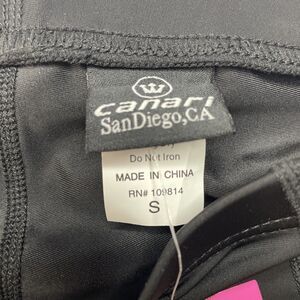 canari
SanDiego,CA
Do Not Iron
MADE IN CHINA
RN# 109814
S